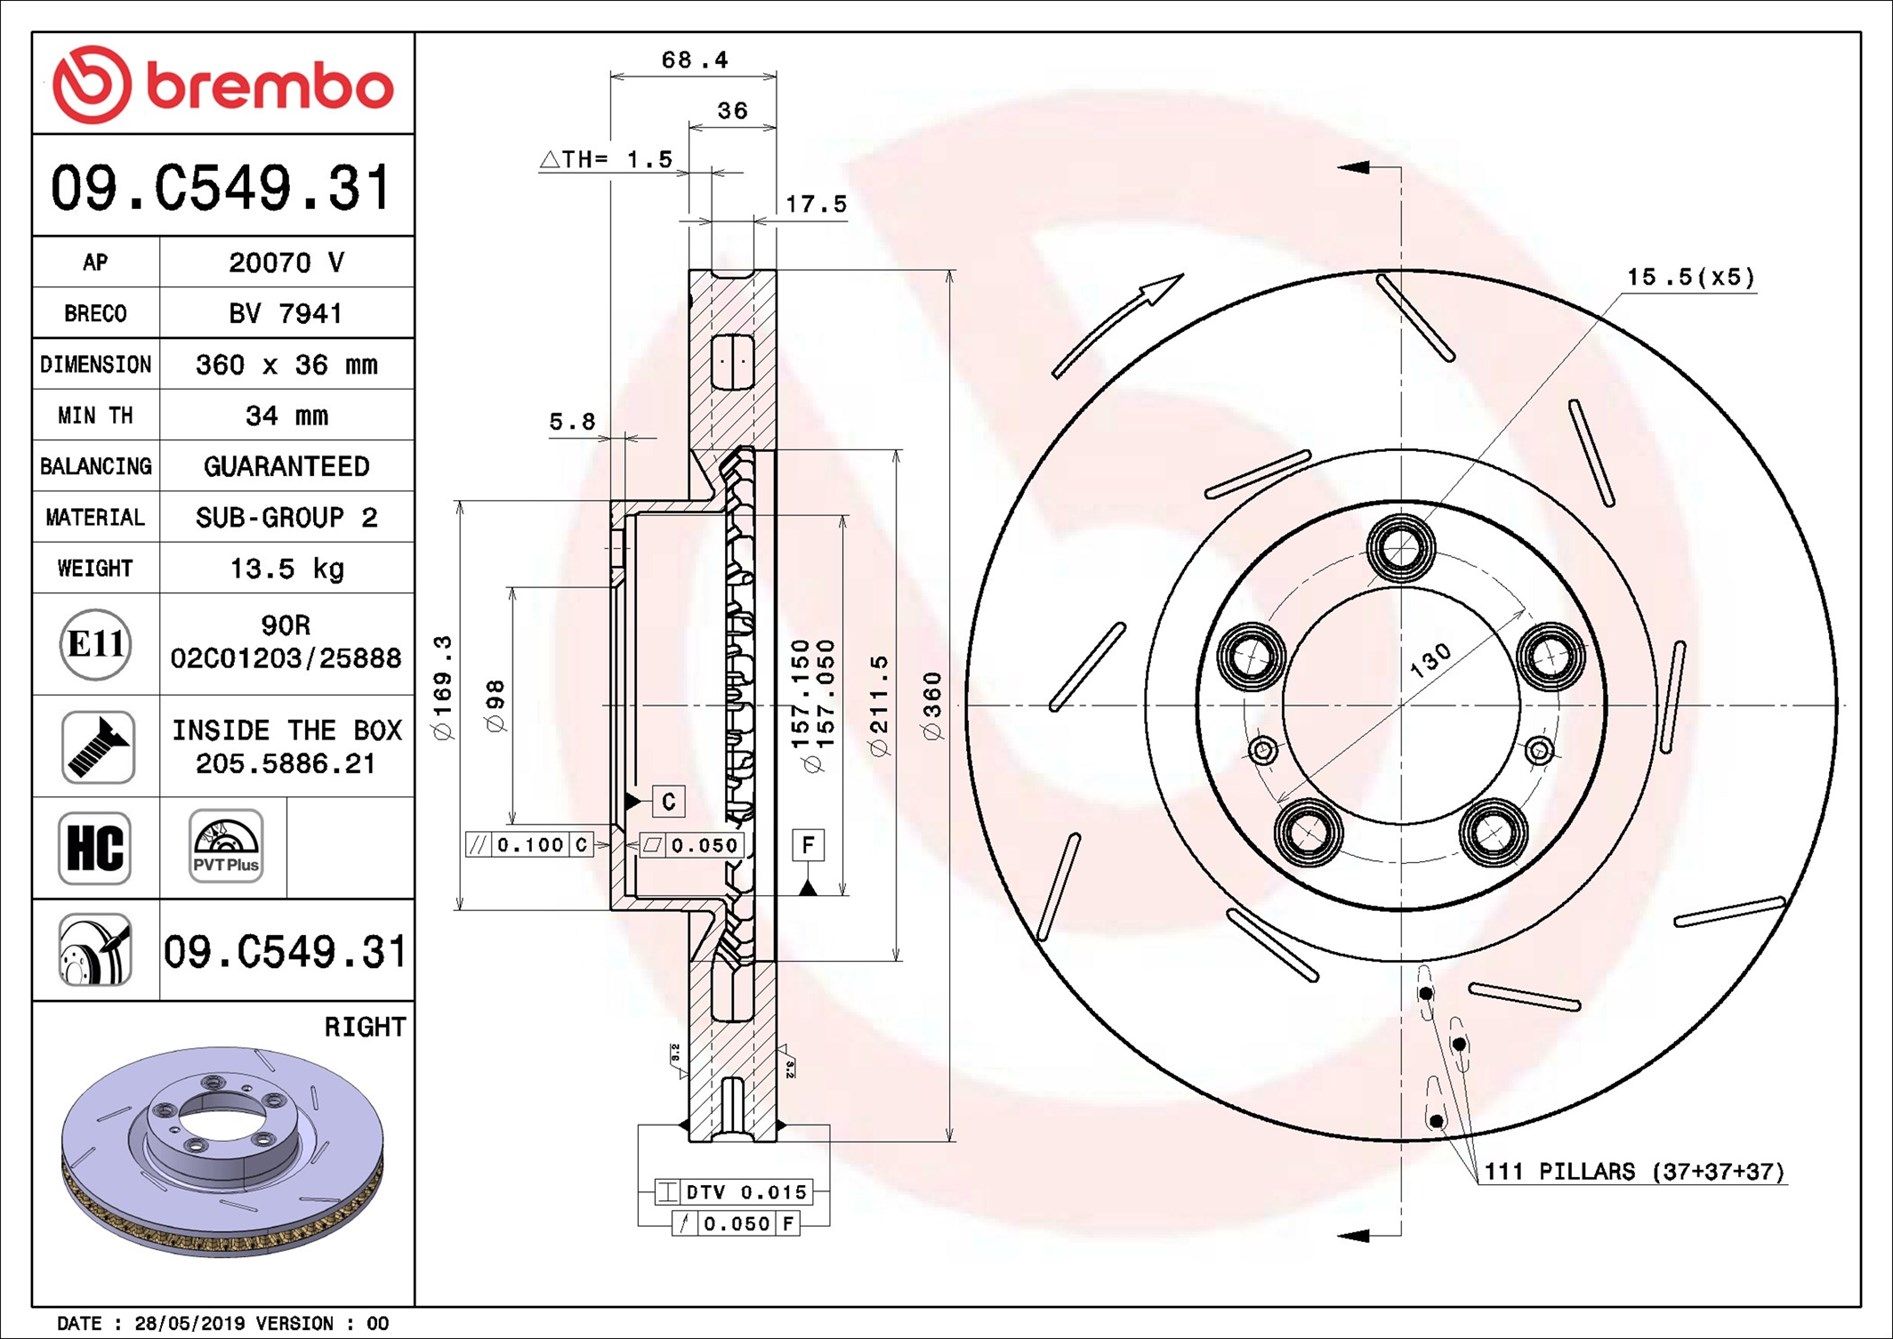 brembo
09.C549.31
AP 20070 V
BRECO BV 7941
DIMENSION 360 x 36 mm
MIN TH 34 mm
BALANCING GUARANTEED
MATERIAL SUB-GROUP 2
WEIGHT 13.5 kg
E11 90R
02C01203/25888
INSIDE THE BOX
205.5886.21
HC PVT Plus
09.C549.31
RIGHT
DATE : 28/05/2019 VERSION : 00
68.4
36
△TH= 1.5
17.5
5.8
⌀169.3
⌀98
⌀ 157.150
157.050
⌀211.5
⌀360
C
// 0.100 C
▱ 0.050
F
3.2
3.2
DTV 0.015
0.050 F
15.5(x5)
130
111 PILLARS (37+37+37)